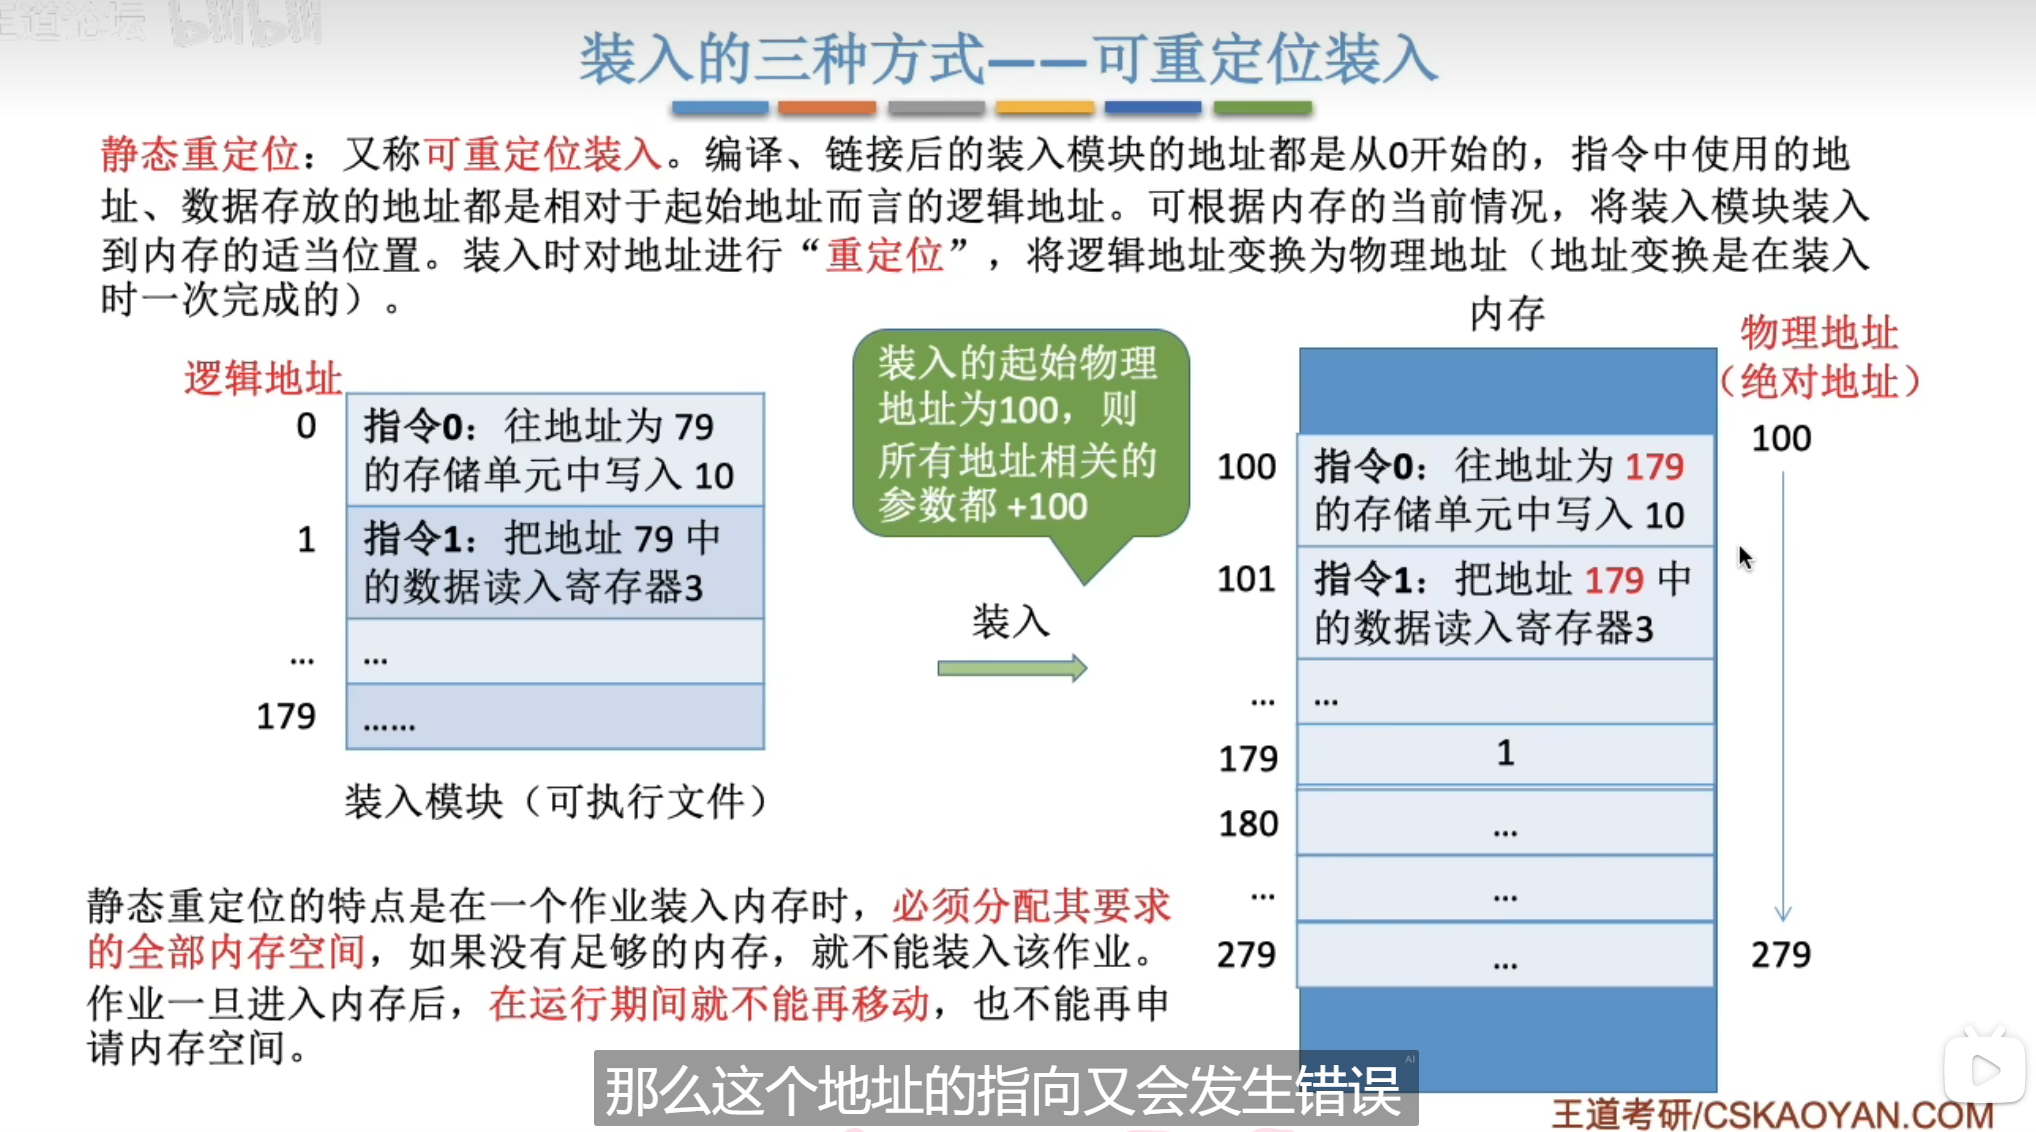 王道论坛 bilibili
装入的三种方式——可重定位装入
静态重定位：又称可重定位装入。编译、链接后的装入模块的地址都是从0开始的，指令中使用的地
址、数据存放的地址都是相对于起始地址而言的逻辑地址。可根据内存的当前情况，将装入模块装入
到内存的适当位置。装入时对地址进行“重定位”，将逻辑地址变换为物理地址（地址变换是在装入
时一次完成的）。
逻辑地址
0
指令0：往地址为 79
的存储单元中写入 10
1
指令1：把地址 79 中
的数据读入寄存器3
...
...
179
......
装入模块（可执行文件）
装入的起始物理
地址为100，则
所有地址相关的
参数都 +100
装入
内存
物理地址
（绝对地址）
100
指令0：往地址为 179
的存储单元中写入 10
101
指令1：把地址 179 中
的数据读入寄存器3
...
...
179
1
180
...
...
...
279
...
100
279
静态重定位的特点是在一个作业装入内存时，必须分配其要求
的全部内存空间，如果没有足够的内存，就不能装入该作业。
作业一旦进入内存后，在运行期间就不能再移动，也不能再申
请内存空间。
AI
那么这个地址的指向又会发生错误
王道考研/CSKAOYAN.COM